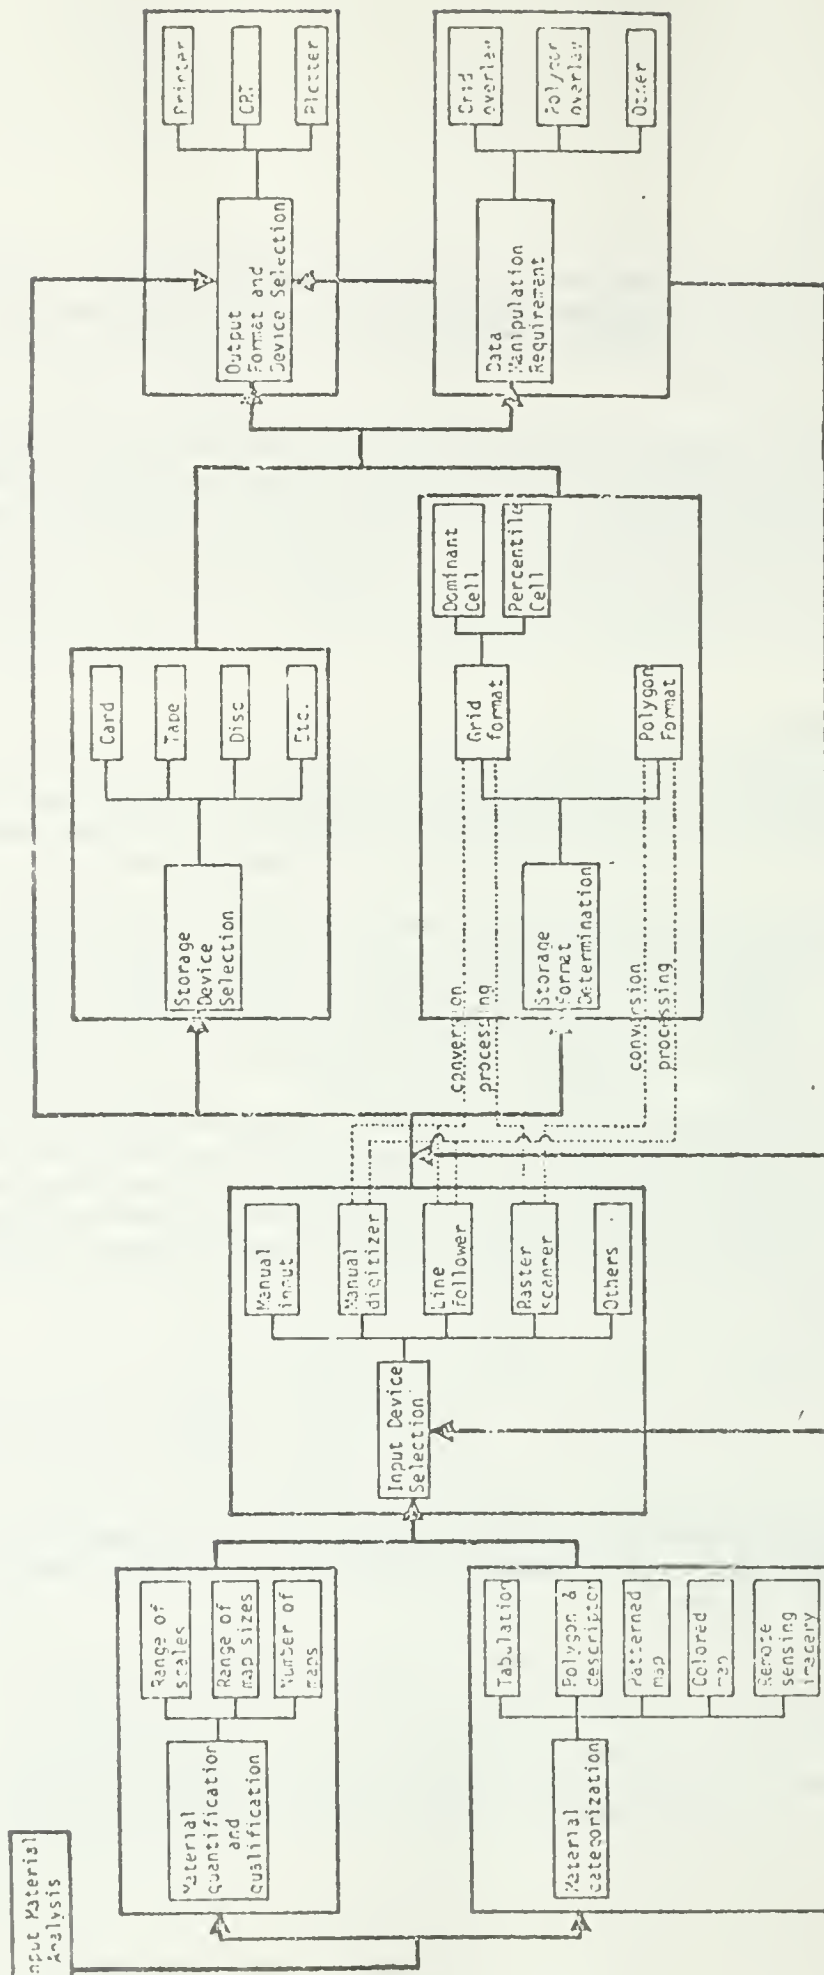 Input Material
Analysis
Material
quantification
and
qualification
Range of
scales
Range of
map sizes
Number of
maps
Material
categorization
Tabulation
Polygon &
descriptor
Patterned
map
Colored
map
Remote
sensing
imagery
Input Device
Selection
Manual
input
Manual
digitizer
Line
follower
Raster
scanner
Others
conversion
processing
conversion
processing
Storage
Device
Selection
Card
Tape
Disc
Etc.
Storage
Format
Determination
Grid
format
Polygon
Format
Dominant
Cell
Percentile
Cell
Output
Format and
Device Selection
Printer
CRT
Plotter
Data
Manipulation
Requirement
Grid
overlay
Polygon
overlay
Other